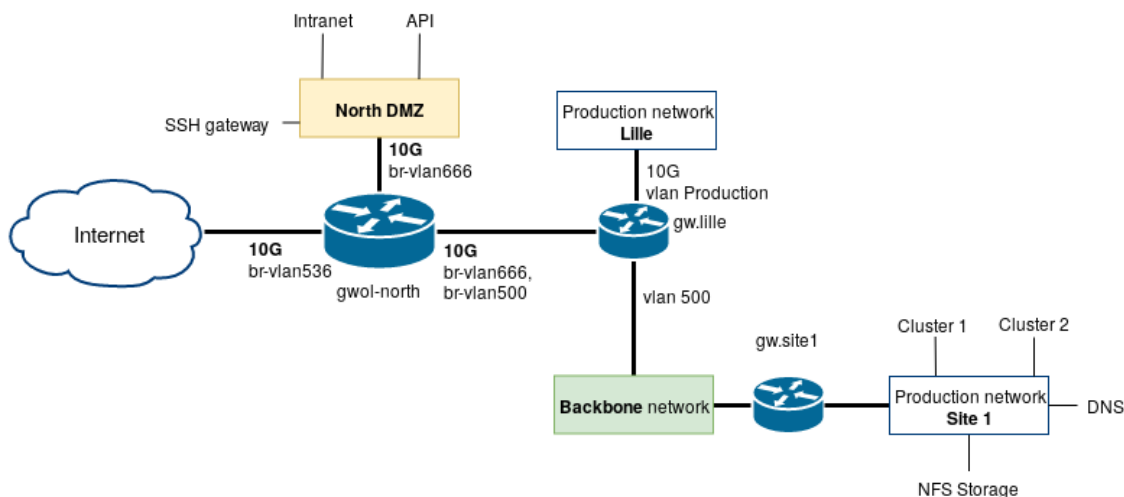 Intranet
API
North DMZ
SSH gateway
10G
br-vlan666
Production network
Lille
10G
vlan Production
gw.lille
Internet
10G
br-vlan536
gwol-north
10G
br-vlan666,
br-vlan500
vlan 500
gw.site1
Cluster 1
Cluster 2
Backbone network
Production network
Site 1
DNS
NFS Storage